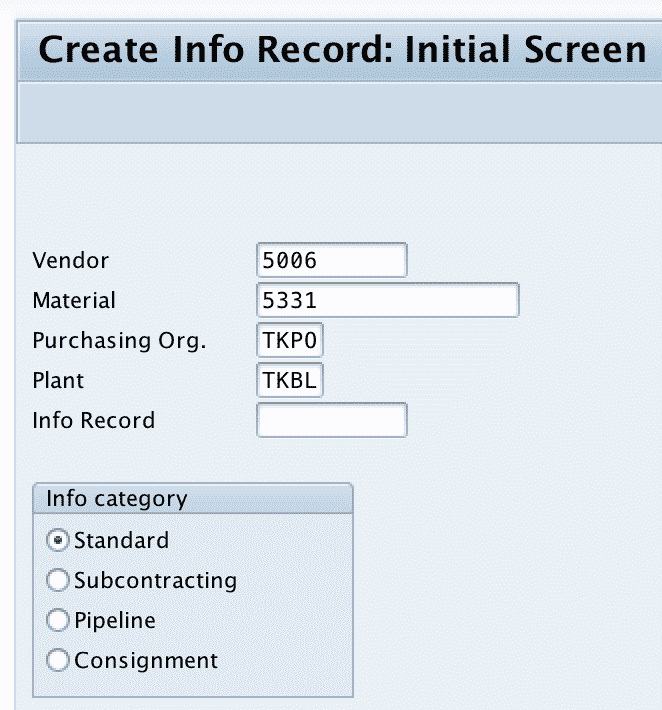 Create Info Record: Initial Screen
Vendor 5006
Material 5331
Purchasing Org. TKPO
Plant TKBL
Info Record
Info category
Standard
Subcontracting
Pipeline
Consignment